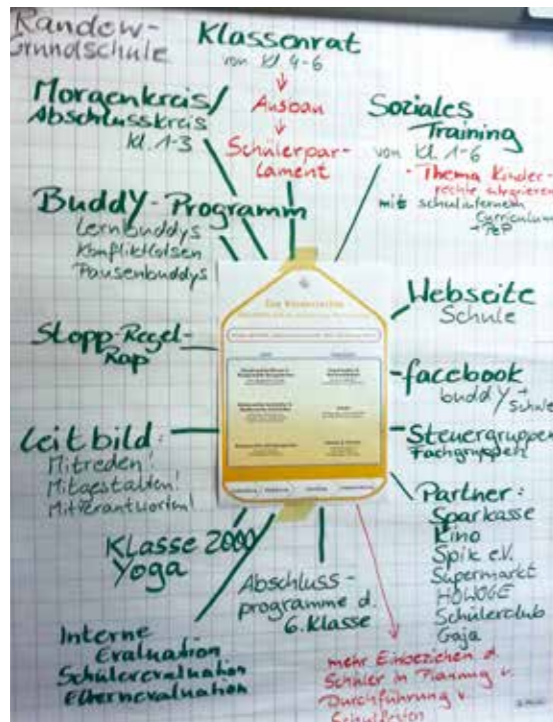 Randow-
Grundschule
Klassenrat
von Kl. 4-6
Ausbau
Schülerpar-
lament
Morgenkreis/
Abschlusskreis
Kl. 1-3
Soziales
Training
von Kl. 1-6
- Thema Kinder-
rechte integrieren
mit schulinternem
Curriculum
→ PeP
Buddy-Programm
Lernbuddys
Konfliktlotsen
Pausenbuddys
Webseite
Schule
Stopp-Regel-
Rap
facebook
buddy → Schule
Leitbild:
Mitreden!
Mitgestalten!
Mitverantworten!
Steuergruppen
Fachgruppen
Partner:
Sparkasse
Kino
Spik e.V.
Supermarkt
HOWOGE
Schülerclub
Gaja
Klasse 2000
Yoga
Abschluss-
programme d.
6. Klasse
Interne
Evaluation
Schülerevaluation
Elternevaluation
mehr Einbeziehen d.
Schüler in Planung u.
Durchführung v.